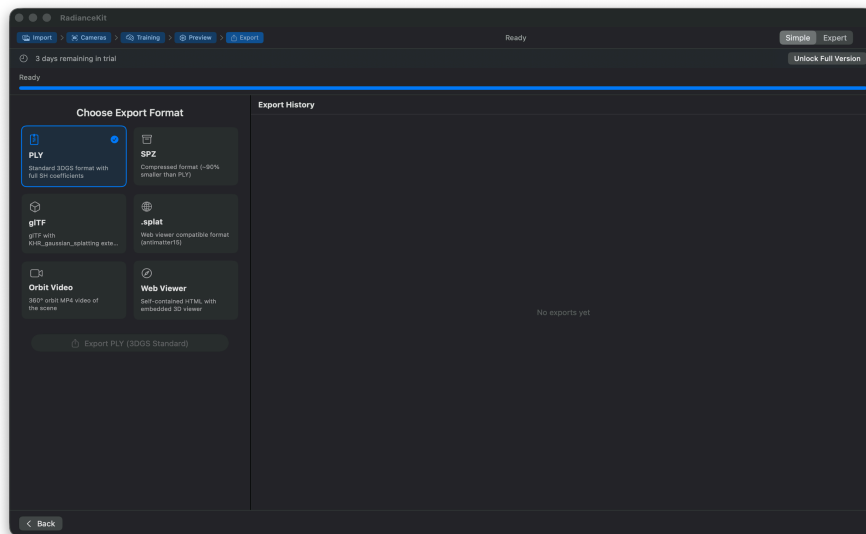 RadianceKit
Import
Cameras
Training
Preview
Export
Ready
Simple
Expert
3 days remaining in trial
Unlock Full Version
Ready
Choose Export Format
PLY
Standard 3DGS format with
full SH coefficients
SPZ
Compressed format (~90%
smaller than PLY)
glTF
glTF with
KHR_gaussian_splatting exte...
.splat
Web viewer compatible format
(antimatter15)
Orbit Video
360° orbit MP4 video of
the scene
Web Viewer
Self-contained HTML with
embedded 3D viewer
Export PLY (3DGS Standard)
Export History
No exports yet
Back